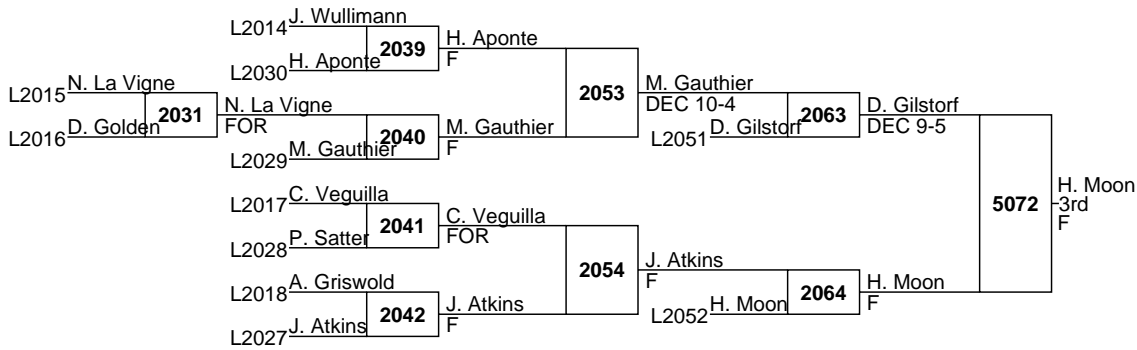 J. Wullimann
L2014
2039
H. Aponte
F
H. Aponte
L2030
N. La Vigne
L2015
2031
N. La Vigne
FOR
D. Golden
L2016
2040
M. Gauthier
F
M. Gauthier
L2029
2053
M. Gauthier
DEC 10-4
D. Gilstorf
L2051
2063
D. Gilstorf
DEC 9-5
C. Veguilla
L2017
2041
C. Veguilla
FOR
P. Satter
L2028
A. Griswold
L2018
2042
J. Atkins
F
J. Atkins
L2027
2054
J. Atkins
F
H. Moon
L2052
2064
H. Moon
F
5072
H. Moon
3rd
F